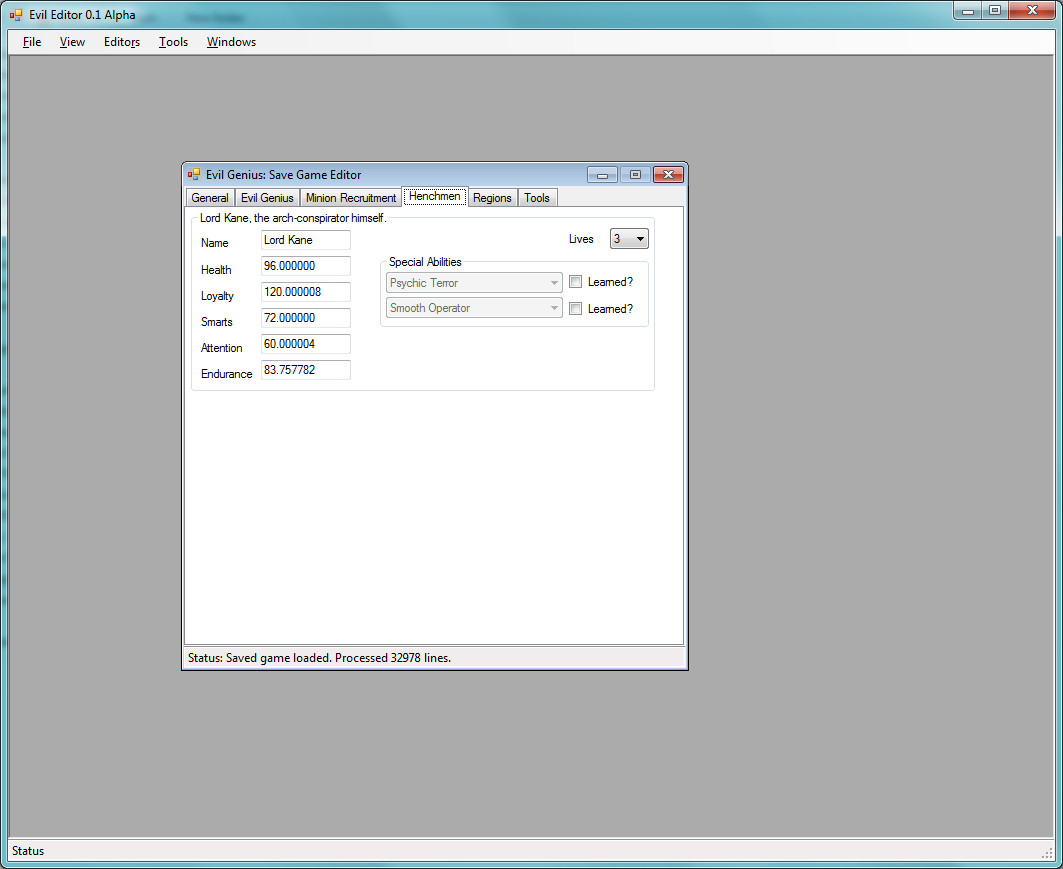 Evil Editor 0.1 Alpha
File View Editors Tools Windows
Evil Genius: Save Game Editor
General Evil Genius Minion Recruitment Henchmen Regions Tools
Lord Kane, the arch-conspirator himself.
Name Lord Kane
Lives 3
Health 96.000000
Loyalty 120.000008
Smarts 72.000000
Attention 60.000004
Endurance 83.757782
Special Abilities
Psychic Terror Learned?
Smooth Operator Learned?
Status: Saved game loaded. Processed 32978 lines.
Status